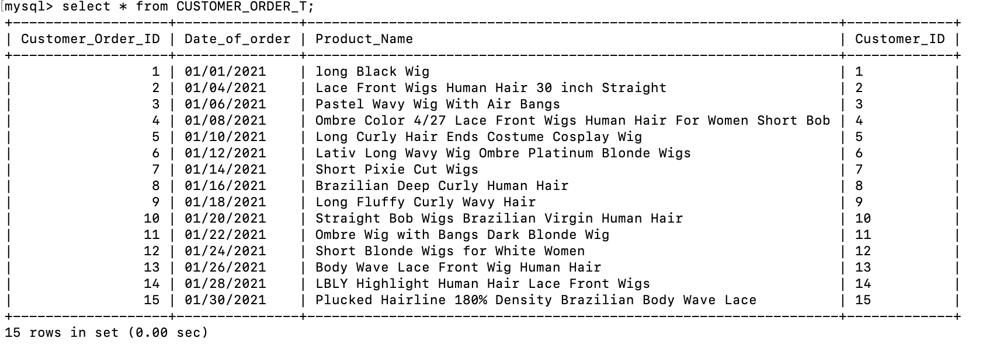 mysql> select * from CUSTOMER_ORDER_T;
+-------------------+---------------+-----------------------------------------------------------------+-------------+
| Customer_Order_ID | Date_of_order | Product_Name                                                    | Customer_ID |
+-------------------+---------------+-----------------------------------------------------------------+-------------+
|                 1 | 01/01/2021    | long Black Wig                                                  | 1           |
|                 2 | 01/04/2021    | Lace Front Wigs Human Hair 30 inch Straight                     | 2           |
|                 3 | 01/06/2021    | Pastel Wavy Wig With Air Bangs                                  | 3           |
|                 4 | 01/08/2021    | Ombre Color 4/27 Lace Front Wigs Human Hair For Women Short Bob | 4           |
|                 5 | 01/10/2021    | Long Curly Hair Ends Costume Cosplay Wig                        | 5           |
|                 6 | 01/12/2021    | Lativ Long Wavy Wig Ombre Platinum Blonde Wigs                  | 6           |
|                 7 | 01/14/2021    | Short Pixie Cut Wigs                                            | 7           |
|                 8 | 01/16/2021    | Brazilian Deep Curly Human Hair                                 | 8           |
|                 9 | 01/18/2021    | Long Fluffy Curly Wavy Hair                                     | 9           |
|                10 | 01/20/2021    | Straight Bob Wigs Brazilian Virgin Human Hair                   | 10          |
|                11 | 01/22/2021    | Ombre Wig with Bangs Dark Blonde Wig                            | 11          |
|                12 | 01/24/2021    | Short Blonde Wigs for White Women                               | 12          |
|                13 | 01/26/2021    | Body Wave Lace Front Wig Human Hair                             | 13          |
|                14 | 01/28/2021    | LBLY Highlight Human Hair Lace Front Wigs                       | 14          |
|                15 | 01/30/2021    | Plucked Hairline 180% Density Brazilian Body Wave Lace          | 15          |
+-------------------+---------------+-----------------------------------------------------------------+-------------+
15 rows in set (0.00 sec)